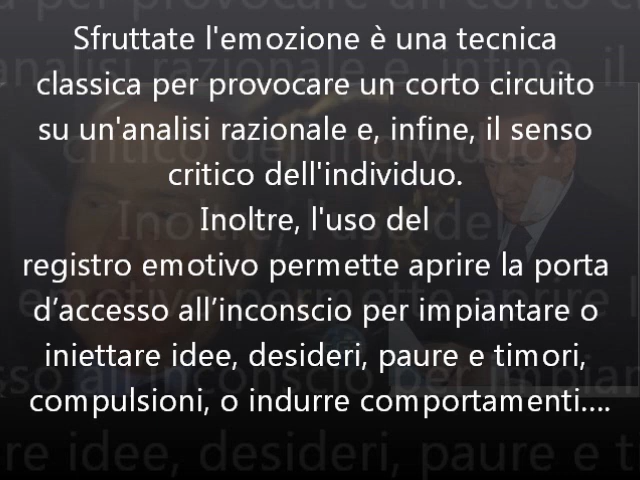 Sfruttate l'emozione è una tecnica
classica per provocare un corto circuito
su un'analisi razionale e, infine, il senso
critico dell'individuo.
Inoltre, l'uso del
registro emotivo permette aprire la porta
d’accesso all’inconscio per impiantare o
iniettare idee, desideri, paure e timori,
compulsioni, o indurre comportamenti....